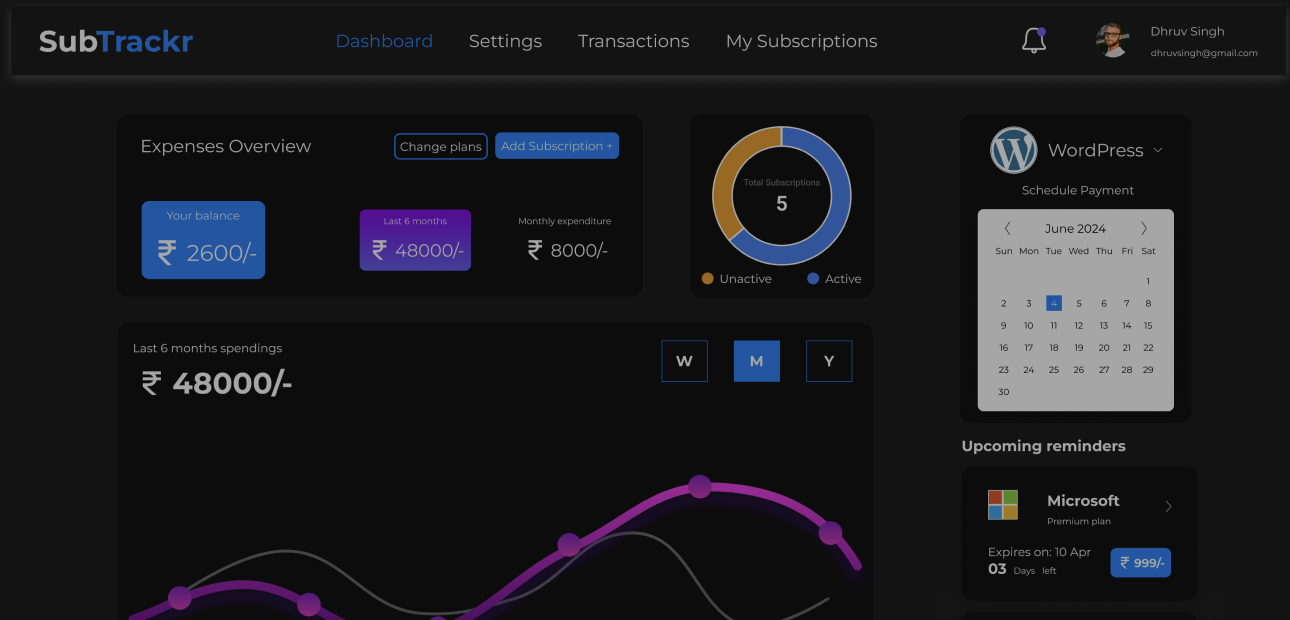 SubTrackr
Dashboard Settings Transactions My Subscriptions
Dhruv Singh
dhruvsingh@gmail.com
Expenses Overview
Change plans
Add Subscription +
Your balance
₹ 2600/-
Last 6 months
₹ 48000/-
Monthly expenditure
₹ 8000/-
Total Subscriptions
5
Unactive Active
Last 6 months spendings
₹ 48000/-
W M Y
WordPress
Schedule Payment
June 2024
Sun Mon Tue Wed Thu Fri Sat
1
2 3 4 5 6 7 8
9 10 11 12 13 14 15
16 17 18 19 20 21 22
23 24 25 26 27 28 29
30
Upcoming reminders
Microsoft
Premium plan
Expires on: 10 Apr
03 Days left
₹ 999/-